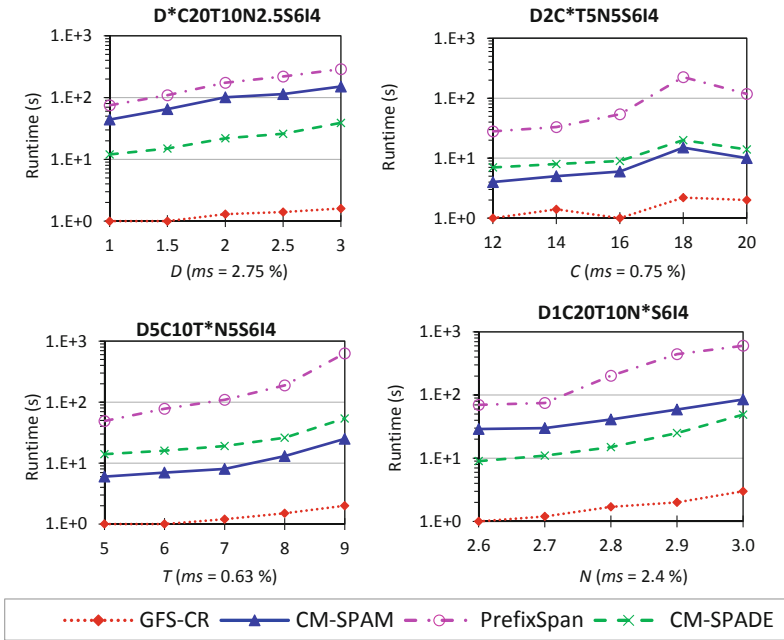 D*C20T10N2.5S6I4
1.E+3
1.E+2
1.E+1
1.E+0
Runtime (s)
1 1.5 2 2.5 3
D (ms = 2.75 %)
D2C*T5N5S6I4
1.E+3
1.E+2
1.E+1
1.E+0
Runtime (s)
12 14 16 18 20
C (ms = 0.75 %)
D5C10T*N5S6I4
1.E+3
1.E+2
1.E+1
1.E+0
Runtime (s)
5 6 7 8 9
T (ms = 0.63 %)
D1C20T10N*S6I4
1.E+3
1.E+2
1.E+1
1.E+0
Runtime (s)
2.6 2.7 2.8 2.9 3.0
N (ms = 2.4 %)
GFS-CR CM-SPAM PrefixSpan CM-SPADE